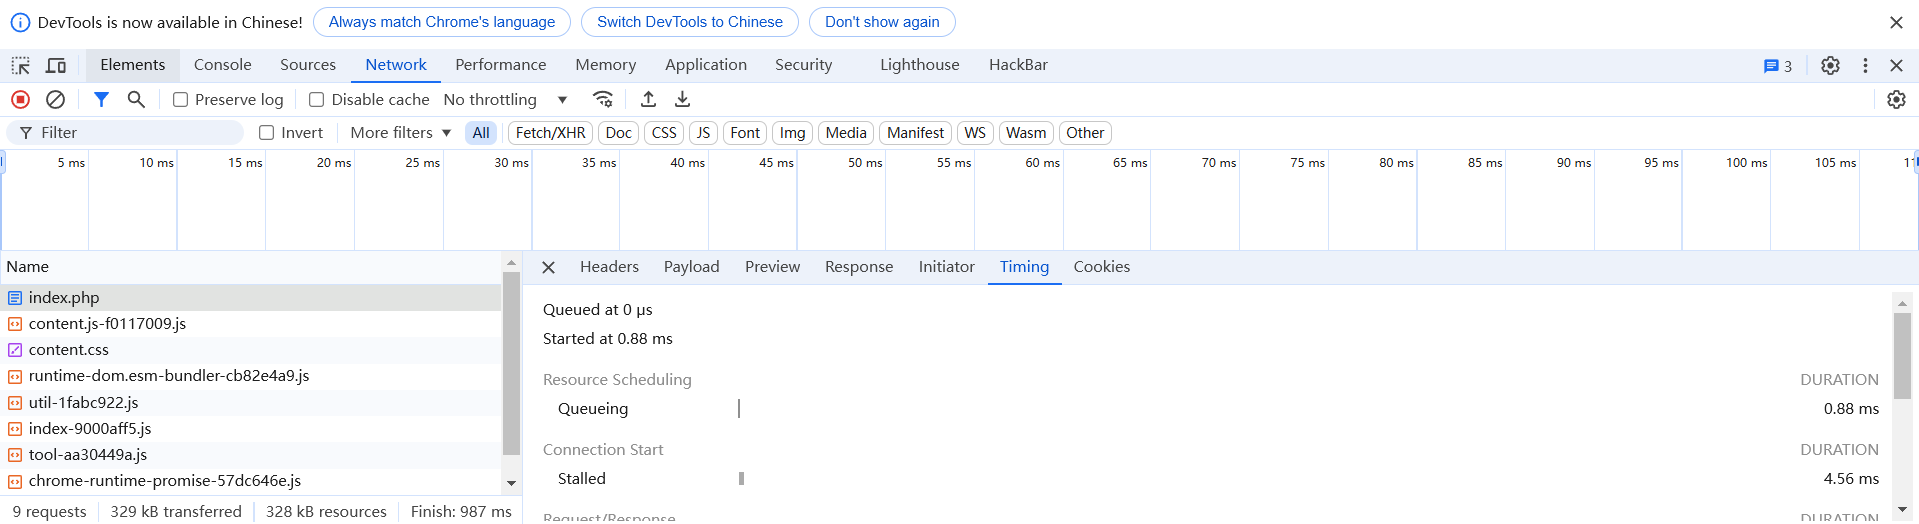 DevTools is now available in Chinese! Always match Chrome's language Switch DevTools to Chinese Don't show again
Elements Console Sources Network Performance Memory Application Security Lighthouse HackBar 3
Preserve log Disable cache No throttling
Filter Invert More filters All Fetch/XHR Doc CSS JS Font Img Media Manifest WS Wasm Other
5 ms 10 ms 15 ms 20 ms 25 ms 30 ms 35 ms 40 ms 45 ms 50 ms 55 ms 60 ms 65 ms 70 ms 75 ms 80 ms 85 ms 90 ms 95 ms 100 ms 105 ms
Name
index.php
content.js-f0117009.js
content.css
runtime-dom.esm-bundler-cb82e4a9.js
util-1fabc922.js
index-9000aff5.js
tool-aa30449a.js
chrome-runtime-promise-57dc646e.js
9 requests 329 kB transferred 328 kB resources Finish: 987 ms
Headers Payload Preview Response Initiator Timing Cookies
Queued at 0 μs
Started at 0.88 ms
Resource Scheduling DURATION
Queueing 0.88 ms
Connection Start DURATION
Stalled 4.56 ms
Request/Response DURATION